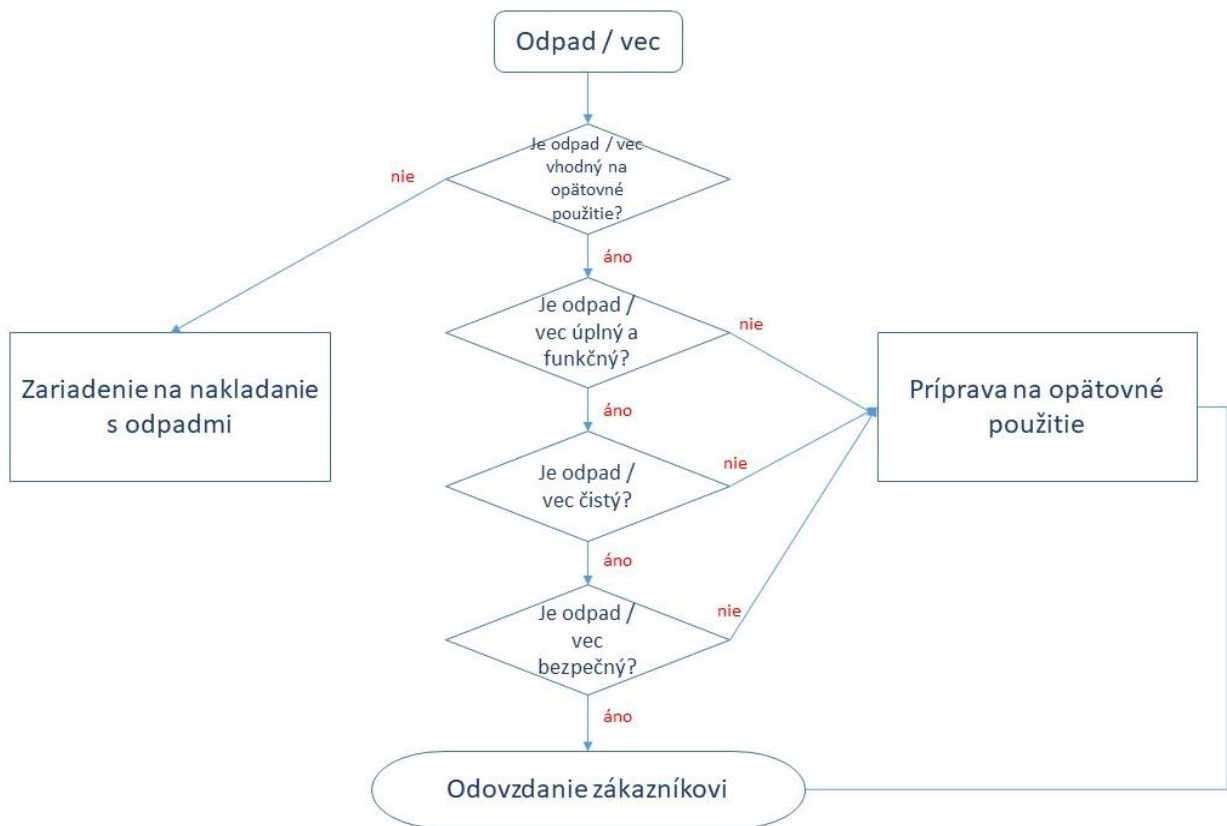 Odpad / vec
Je odpad / vec
vhodný na
opätovné
použitie?
nie
áno
Je odpad /
vec úplný a
funkčný?
nie
Zariadenie na nakladanie
s odpadmi
Príprava na opätovné
použitie
áno
Je odpad /
vec čistý?
nie
áno
Je odpad /
vec
bezpečný?
nie
áno
Odovzdanie zákazníkovi